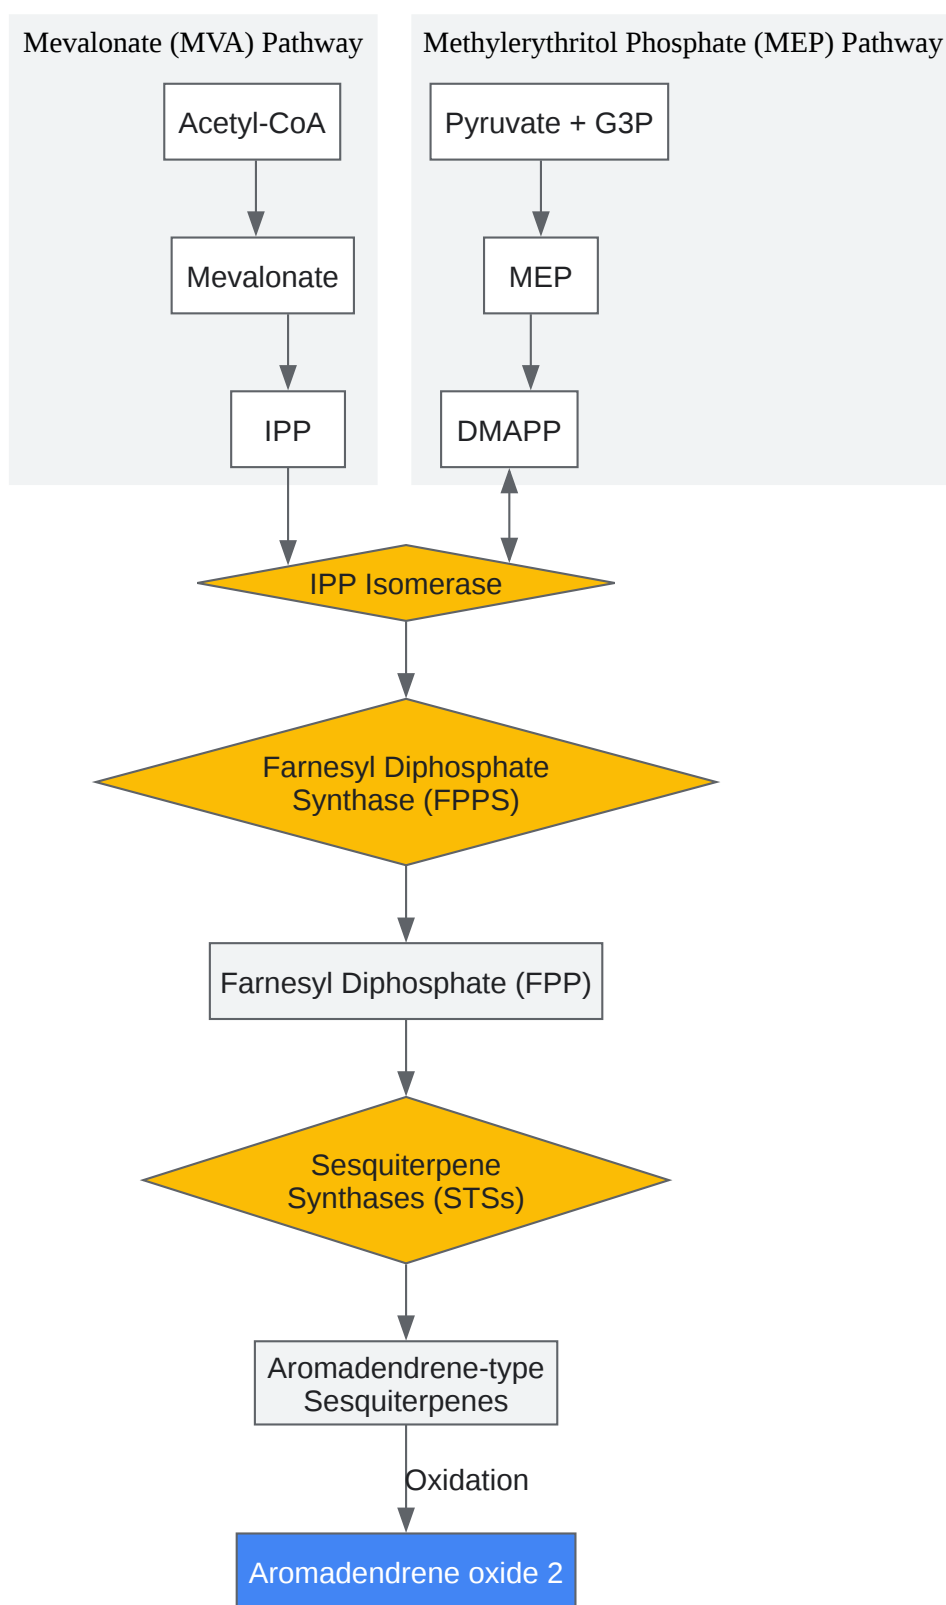 Mevalonate (MVA) Pathway
Acetyl-CoA
Mevalonate
IPP
Methylerythritol Phosphate (MEP) Pathway
Pyruvate + G3P
MEP
DMAPP
IPP Isomerase
Farnesyl Diphosphate
Synthase (FPPS)
Farnesyl Diphosphate (FPP)
Sesquiterpene
Synthases (STSs)
Aromadendrene-type
Sesquiterpenes
Oxidation
Aromadendrene oxide 2